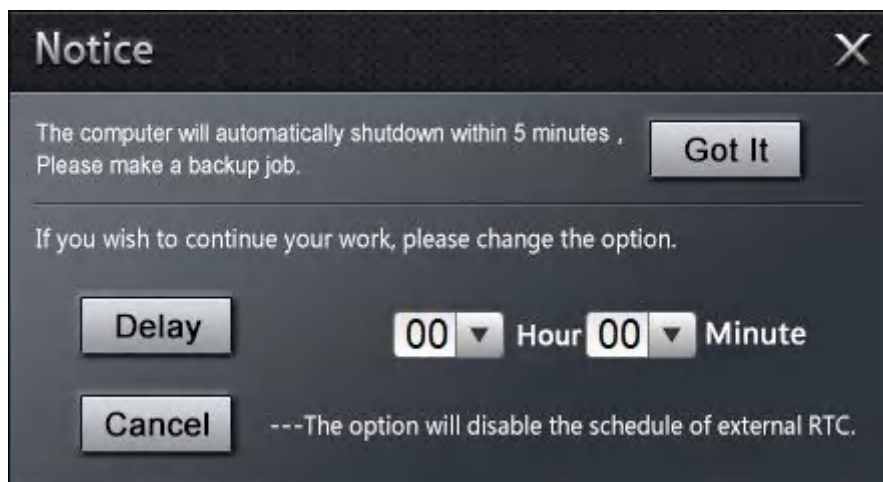 Notice
The computer will automatically shutdown within 5 minutes ,
Please make a backup job.
Got It
If you wish to continue your work, please change the option.
Delay
00 Hour 00 Minute
Cancel
---The option will disable the schedule of external RTC.